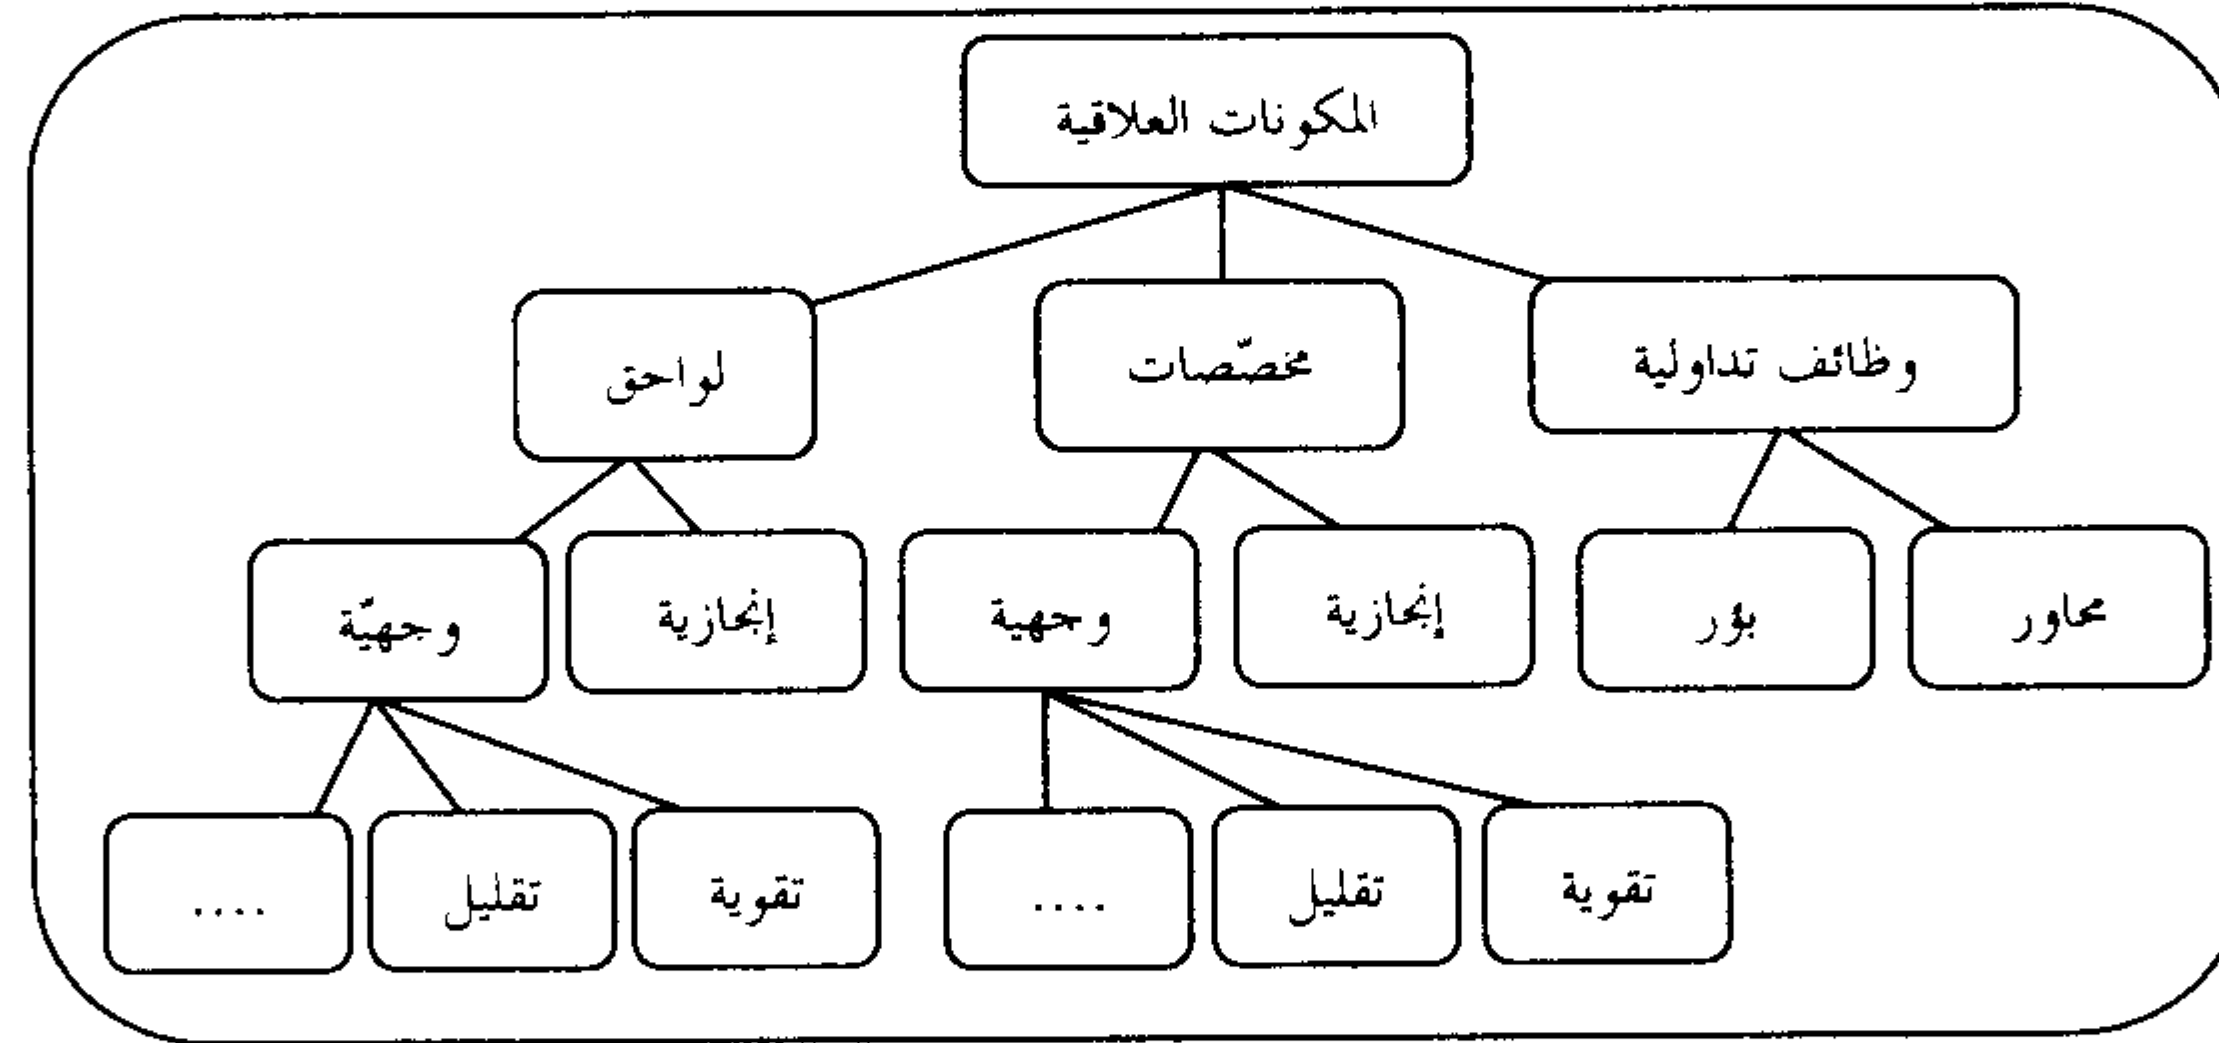 المكونات العلاقية
وظائف تداولية
مخصّصات
لواحق
محاور
بؤر
إنجازية
وجهية
إنجازية
وجهيّة
تقوية
تقليل
....
تقوية
تقليل
....